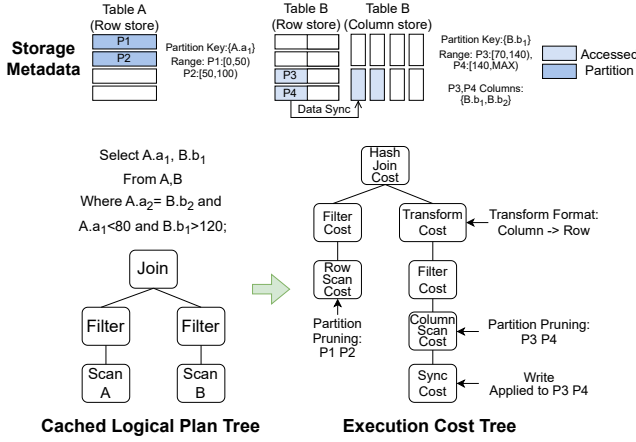 Table A
(Row store)
Table B
(Row store)
Table B
(Column store)
Storage
Metadata
P1
P2
Partition Key:{A.a1}
Range: P1:[0,50)
P2:[50,100)
P3
P4
Data Sync
Partition Key:{B.b1}
Range: P3:[70,140),
P4:[140,MAX)
P3,P4 Columns:
{B.b1,B.b2}
Accessed
Partition
Select A.a1, B.b1
From A,B
Where A.a2= B.b2 and
A.a1<80 and B.b1>120;
Join
Filter
Filter
Scan
A
Scan
B
Cached Logical Plan Tree
Hash
Join
Cost
Filter
Cost
Transform
Cost
Transform Format:
Column -> Row
Row
Scan
Cost
Filter
Cost
Partition
Pruning:
P1 P2
Column
Scan
Cost
Partition Pruning:
P3 P4
Sync
Cost
Write
Applied to P3 P4
Execution Cost Tree